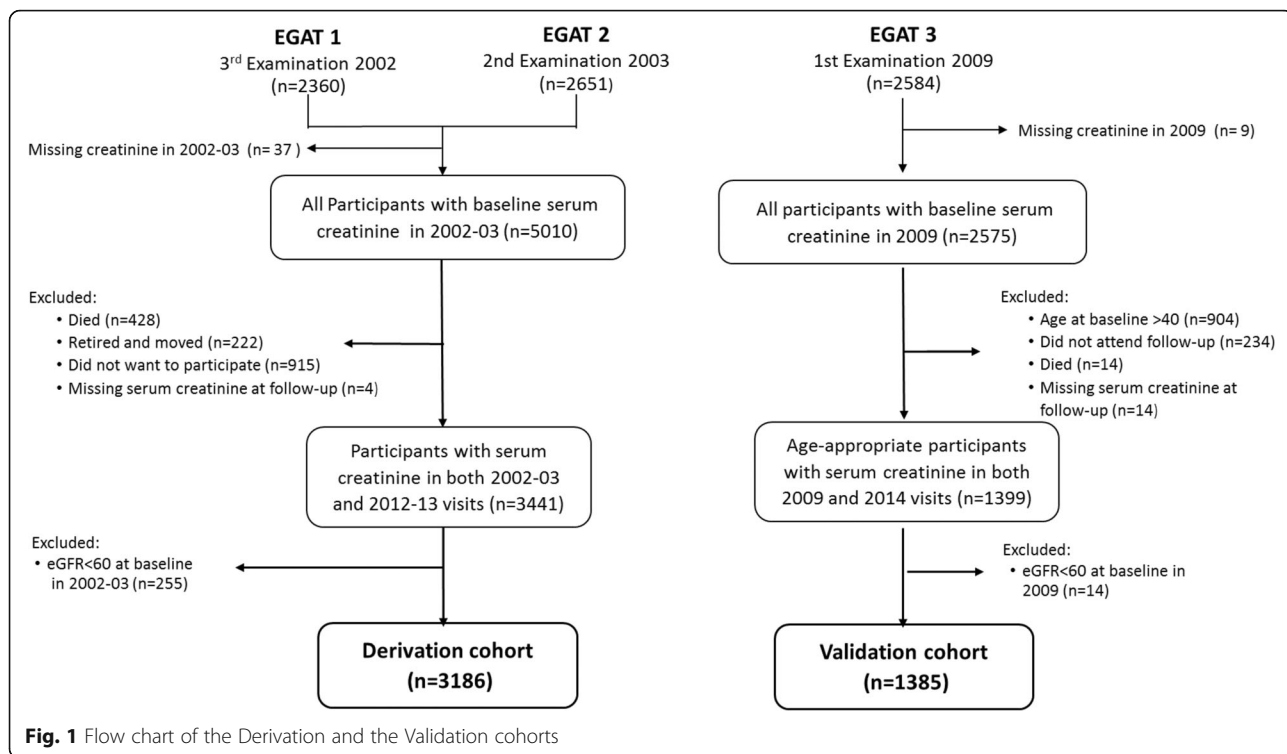 EGAT 1
3rd Examination 2002
(n=2360)
EGAT 2
2nd Examination 2003
(n=2651)
Missing creatinine in 2002-03 (n= 37 )
All Participants with baseline serum
creatinine in 2002-03 (n=5010)
Excluded:
• Died (n=428)
• Retired and moved (n=222)
• Did not want to participate (n=915)
• Missing serum creatinine at follow-up (n=4)
Participants with serum
creatinine in both 2002-03
and 2012-13 visits (n=3441)
Excluded:
• eGFR<60 at baseline
in 2002-03 (n=255)
Derivation cohort
(n=3186)
EGAT 3
1st Examination 2009
(n=2584)
Missing creatinine in 2009 (n= 9)
All participants with baseline serum
creatinine in 2009 (n=2575)
Excluded:
• Age at baseline >40 (n=904)
• Did not attend follow-up (n=234)
• Died (n=14)
• Missing serum creatinine at
follow-up (n=14)
Age-appropriate participants
with serum creatinine in both
2009 and 2014 visits (n=1399)
Excluded:
• eGFR<60 at baseline in
2009 (n=14)
Validation cohort
(n=1385)
Fig. 1 Flow chart of the Derivation and the Validation cohorts